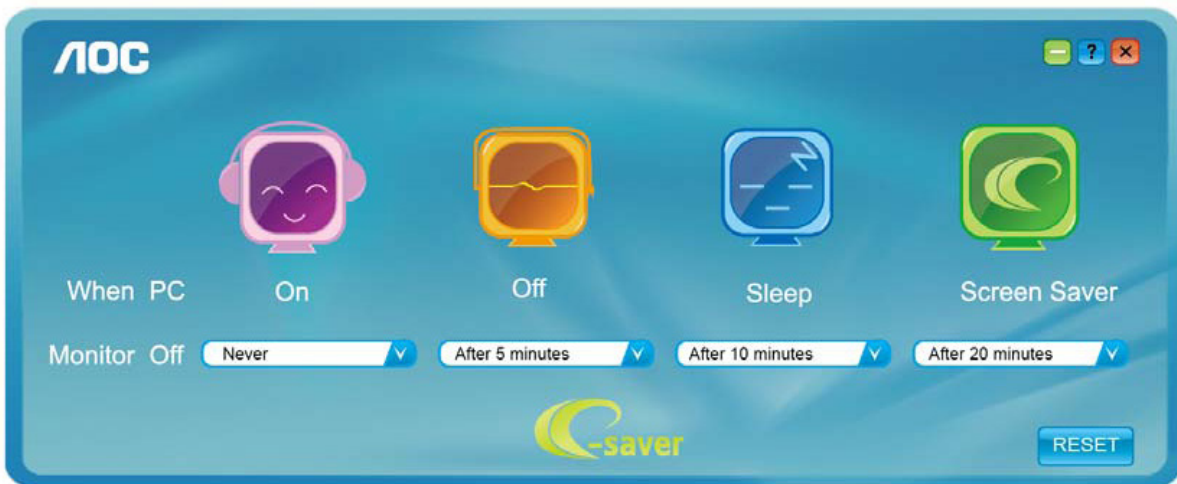 AOC
?
When PC On Off Sleep Screen Saver
Monitor Off Never After 5 minutes After 10 minutes After 20 minutes
e-saver
RESET